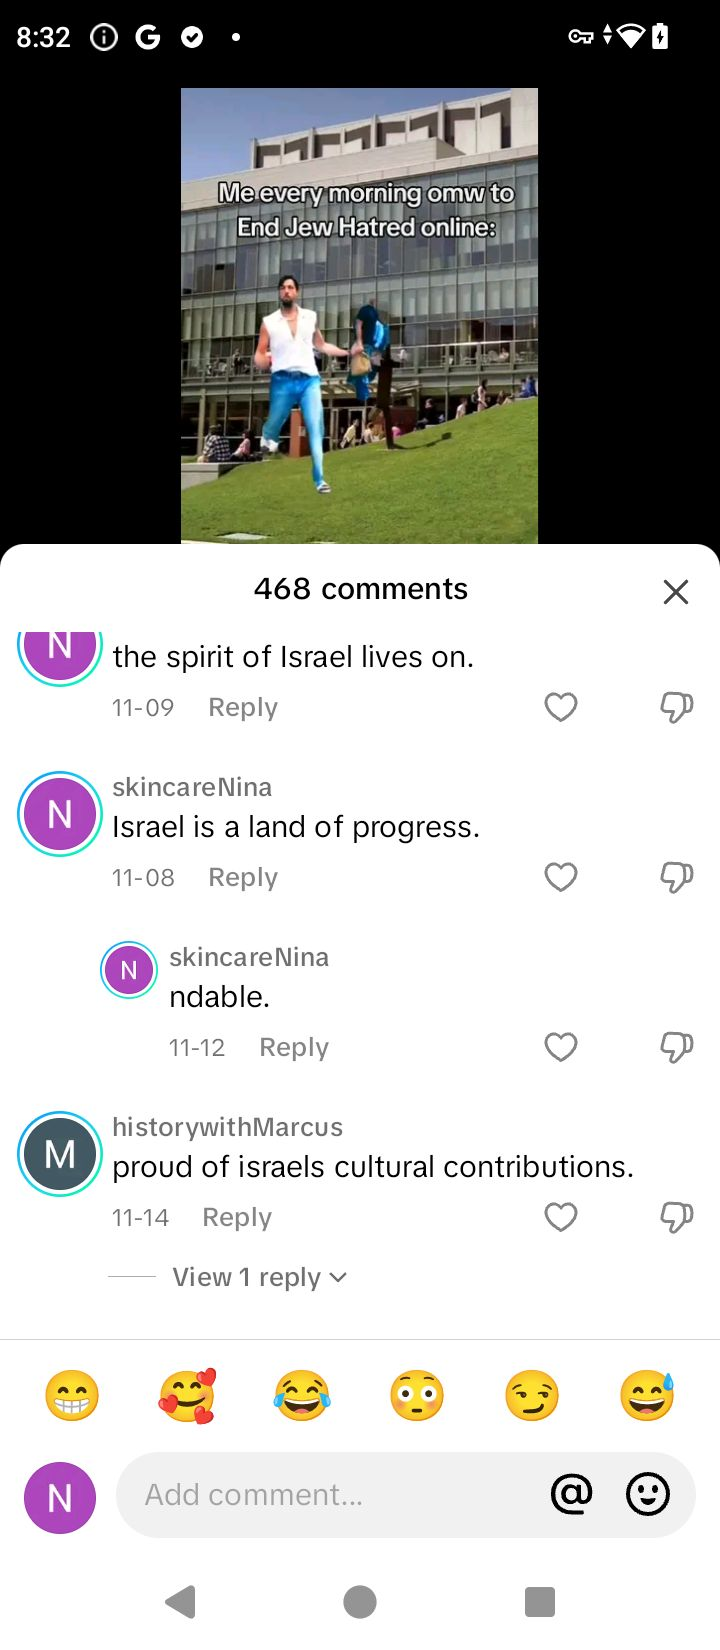 8:32
Me every morning omw to
End Jew Hatred online:
468 comments
N
the spirit of Israel lives on.
11-09 Reply
N
skincareNina
Israel is a land of progress.
11-08 Reply
N
skincareNina
ndable.
11-12 Reply
M
historywithMarcus
proud of israels cultural contributions.
11-14 Reply
View 1 reply
N
Add comment...